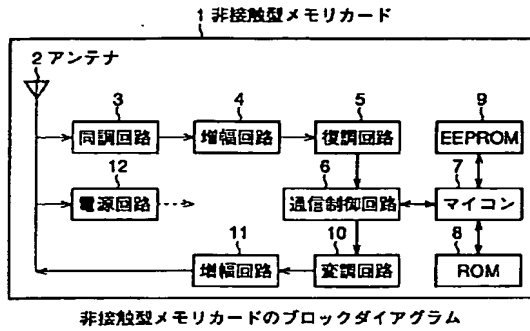 1 非接触型メモリカード
2 アンテナ
3
同調回路
4
増幅回路
5
復調回路
9
EEPROM
12
電源回路
6
通信制御回路
7
マイコン
11
増幅回路
10
変調回路
8
ROM
非接触型メモリカードのブロックダイアグラム